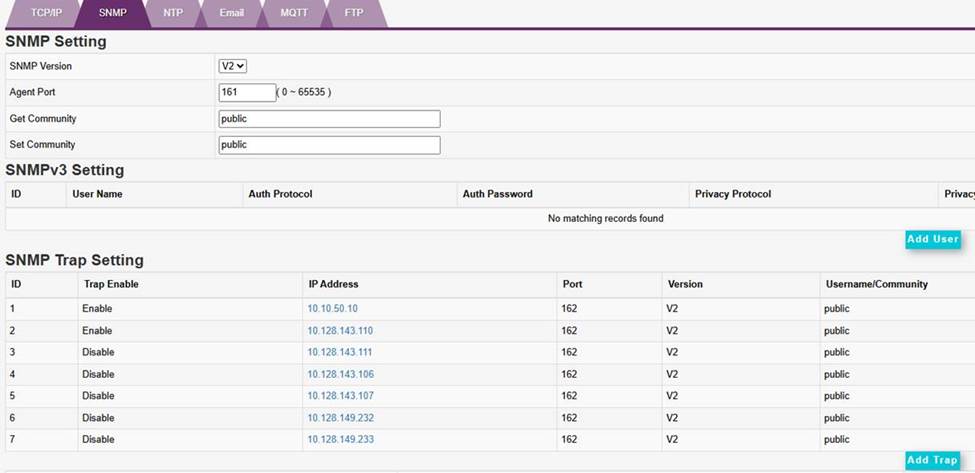 TCP/IP SNMP NTP Email MQTT FTP
SNMP Setting
SNMP Version V2
Agent Port 161 ( 0 ~ 65535 )
Get Community public
Set Community public
SNMPv3 Setting
ID User Name Auth Protocol Auth Password Privacy Protocol Privacy
No matching records found
Add User
SNMP Trap Setting
ID Trap Enable IP Address Port Version Username/Community
1 Enable 10.10.50.10 162 V2 public
2 Enable 10.128.143.110 162 V2 public
3 Disable 10.128.143.111 162 V2 public
4 Disable 10.128.143.106 162 V2 public
5 Disable 10.128.143.107 162 V2 public
6 Disable 10.128.149.232 162 V2 public
7 Disable 10.128.149.233 162 V2 public
Add Trap